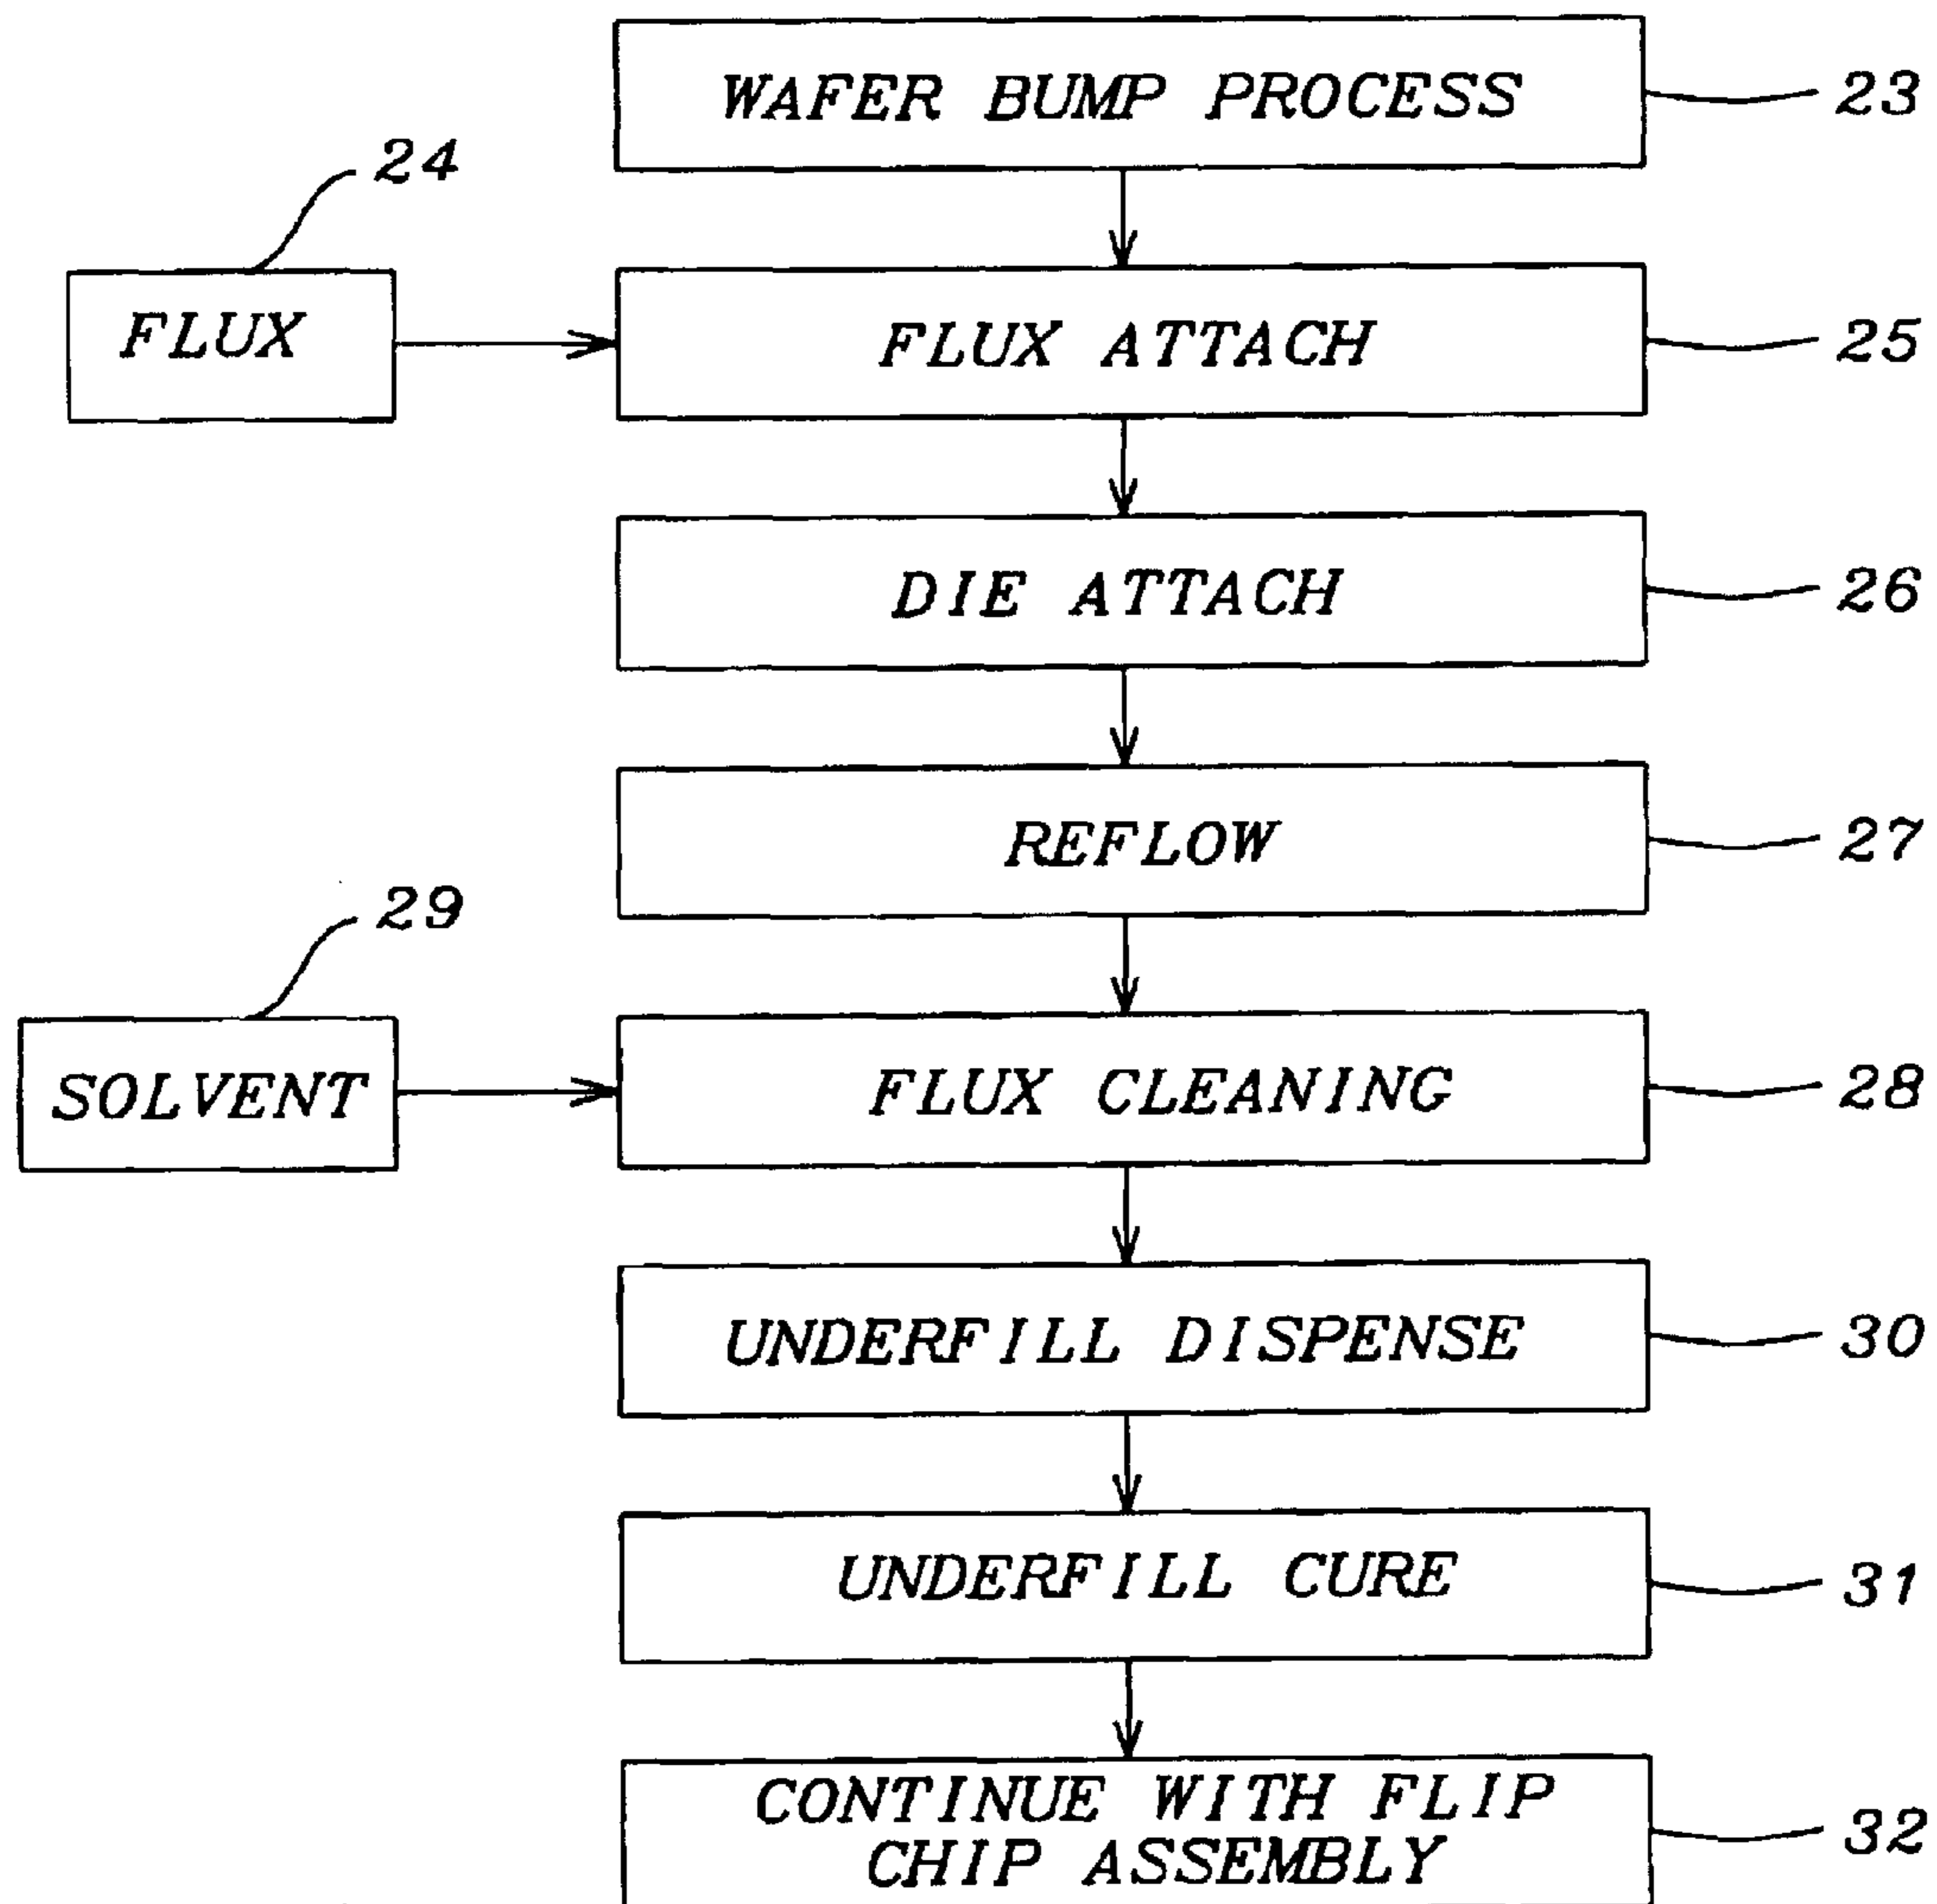 WAFER BUMP PROCESS
23
24
FLUX
FLUX ATTACH
25
DIE ATTACH
26
REFLOW
27
29
SOLVENT
FLUX CLEANING
28
UNDERFILL DISPENSE
30
UNDERFILL CURE
31
CONTINUE WITH FLIP
CHIP ASSEMBLY
32